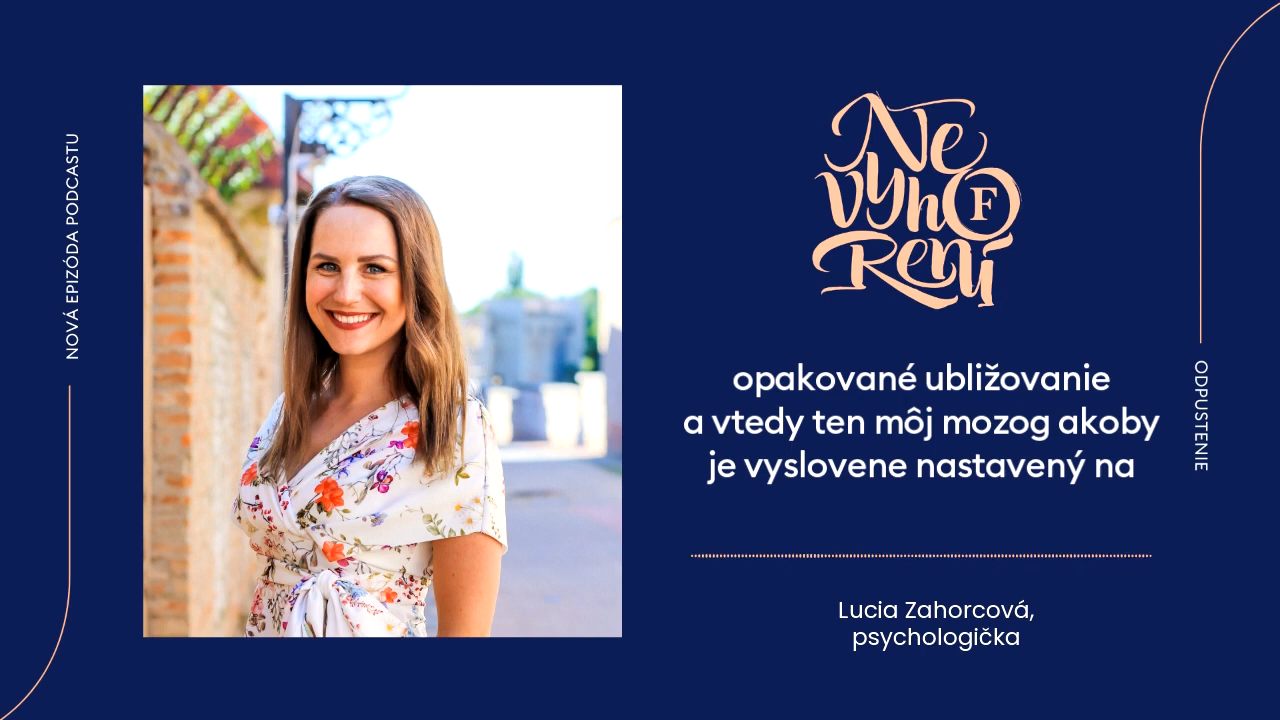 NOVÁ EPIZÓDA PODCASTU
Ne
vyhO
F
Rení
opakované ubližovanie
a vtedy ten môj mozog akoby
je vyslovene nastavený na
ODPUSTENIE
Lucia Zahorcová,
psychologička